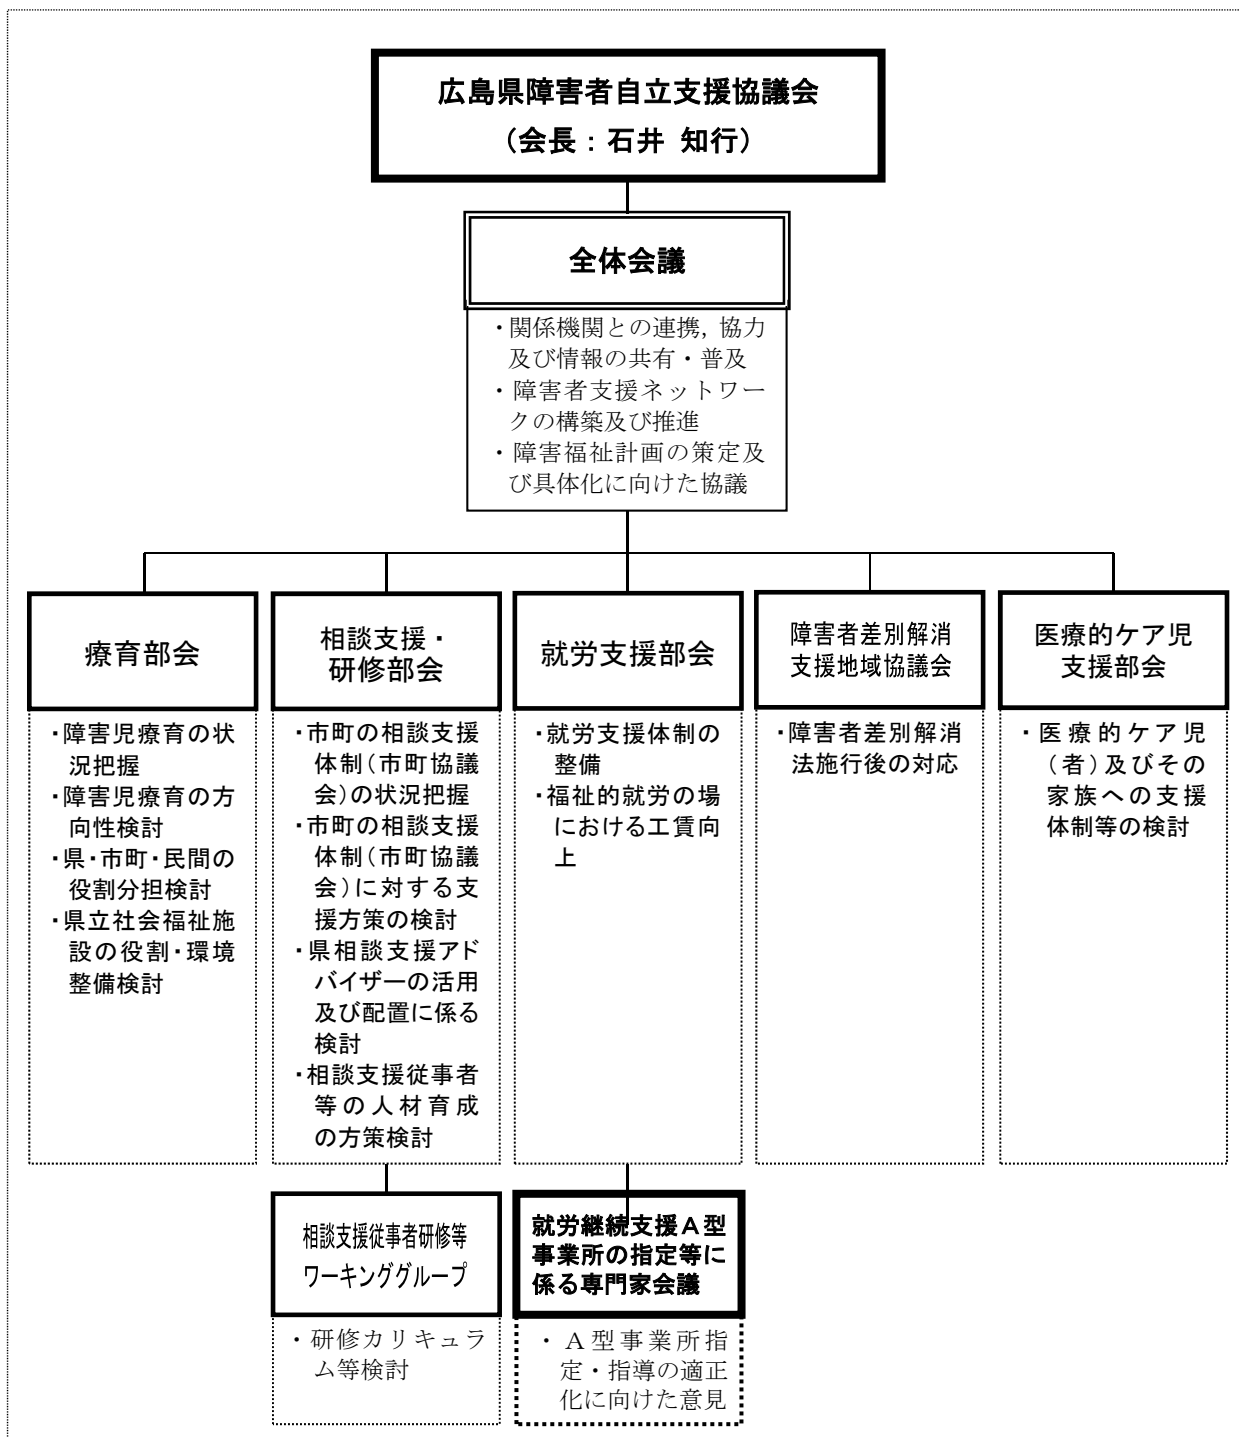 広島県障害者自立支援協議会
（会長：石井 知行）
全体会議
・関係機関との連携，協力
及び情報の共有・普及
・障害者支援ネットワー
クの構築及び推進
・障害福祉計画の策定及
び具体化に向けた協議
療育部会
・障害児療育の状
況把握
・障害児療育の方
向性検討
・県・市町・民間の
役割分担検討
・県立社会福祉施
設の役割・環境
整備検討
相談支援・
研修部会
・市町の相談支援
体制（市町協議
会）の状況把握
・市町の相談支援
体制（市町協議
会）に対する支
援方策の検討
・県相談支援アド
バイザーの活用
及び配置に係る
検討
・相談支援従事者
等の人材育成
の方策検討
就労支援部会
・就労支援体制の
整備
・福祉的就労の場
における工賃向
上
障害者差別解消
支援地域協議会
・障害者差別解消
法施行後の対応
医療的ケア児
支援部会
・医療的ケア児
（者）及びその
家族への支援
体制等の検討
相談支援従事者研修等
ワーキンググループ
・研修カリキュラ
ム等検討
就労継続支援Ａ型
事業所の指定等に
係る専門家会議
・Ａ型事業所指
定・指導の適正
化に向けた意見